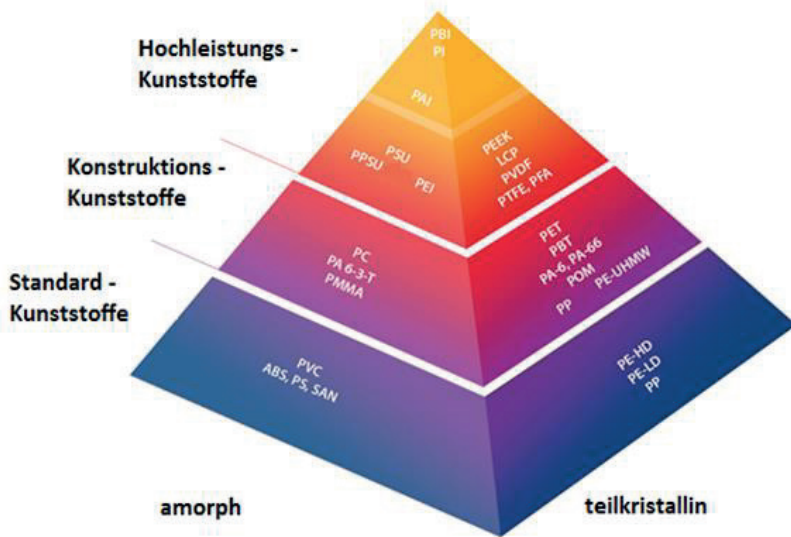 Hochleistungs -
Kunststoffe
PBI
PI
PAI
PSU
PPSU
PEI
PEEK
LCP
PVDF
PTFE, PFA
Konstruktions -
Kunststoffe
PC
PA 6-3-T
PMMA
PET
PBT
PA-6, PA-66
POM
PP PE-UHMW
Standard -
Kunststoffe
PVC
ABS, PS, SAN
PE-HD
PE-LD
PP
amorph
teilkristallin